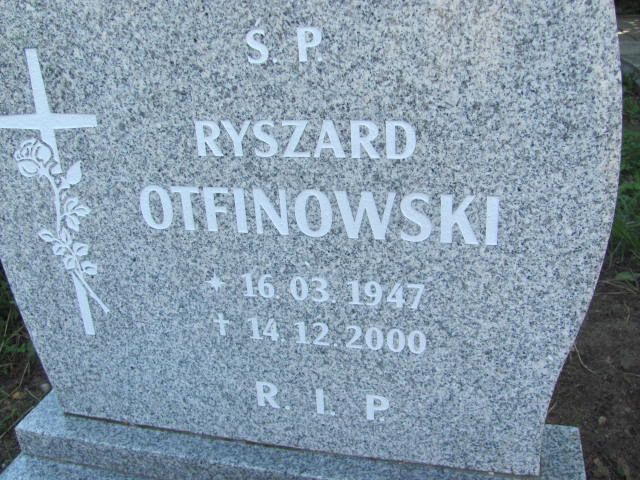 Ś. P.
RYSZARD
OTFINOWSKI
* 16. 03. 1947
† 14. 12. 2000
R. I. P.